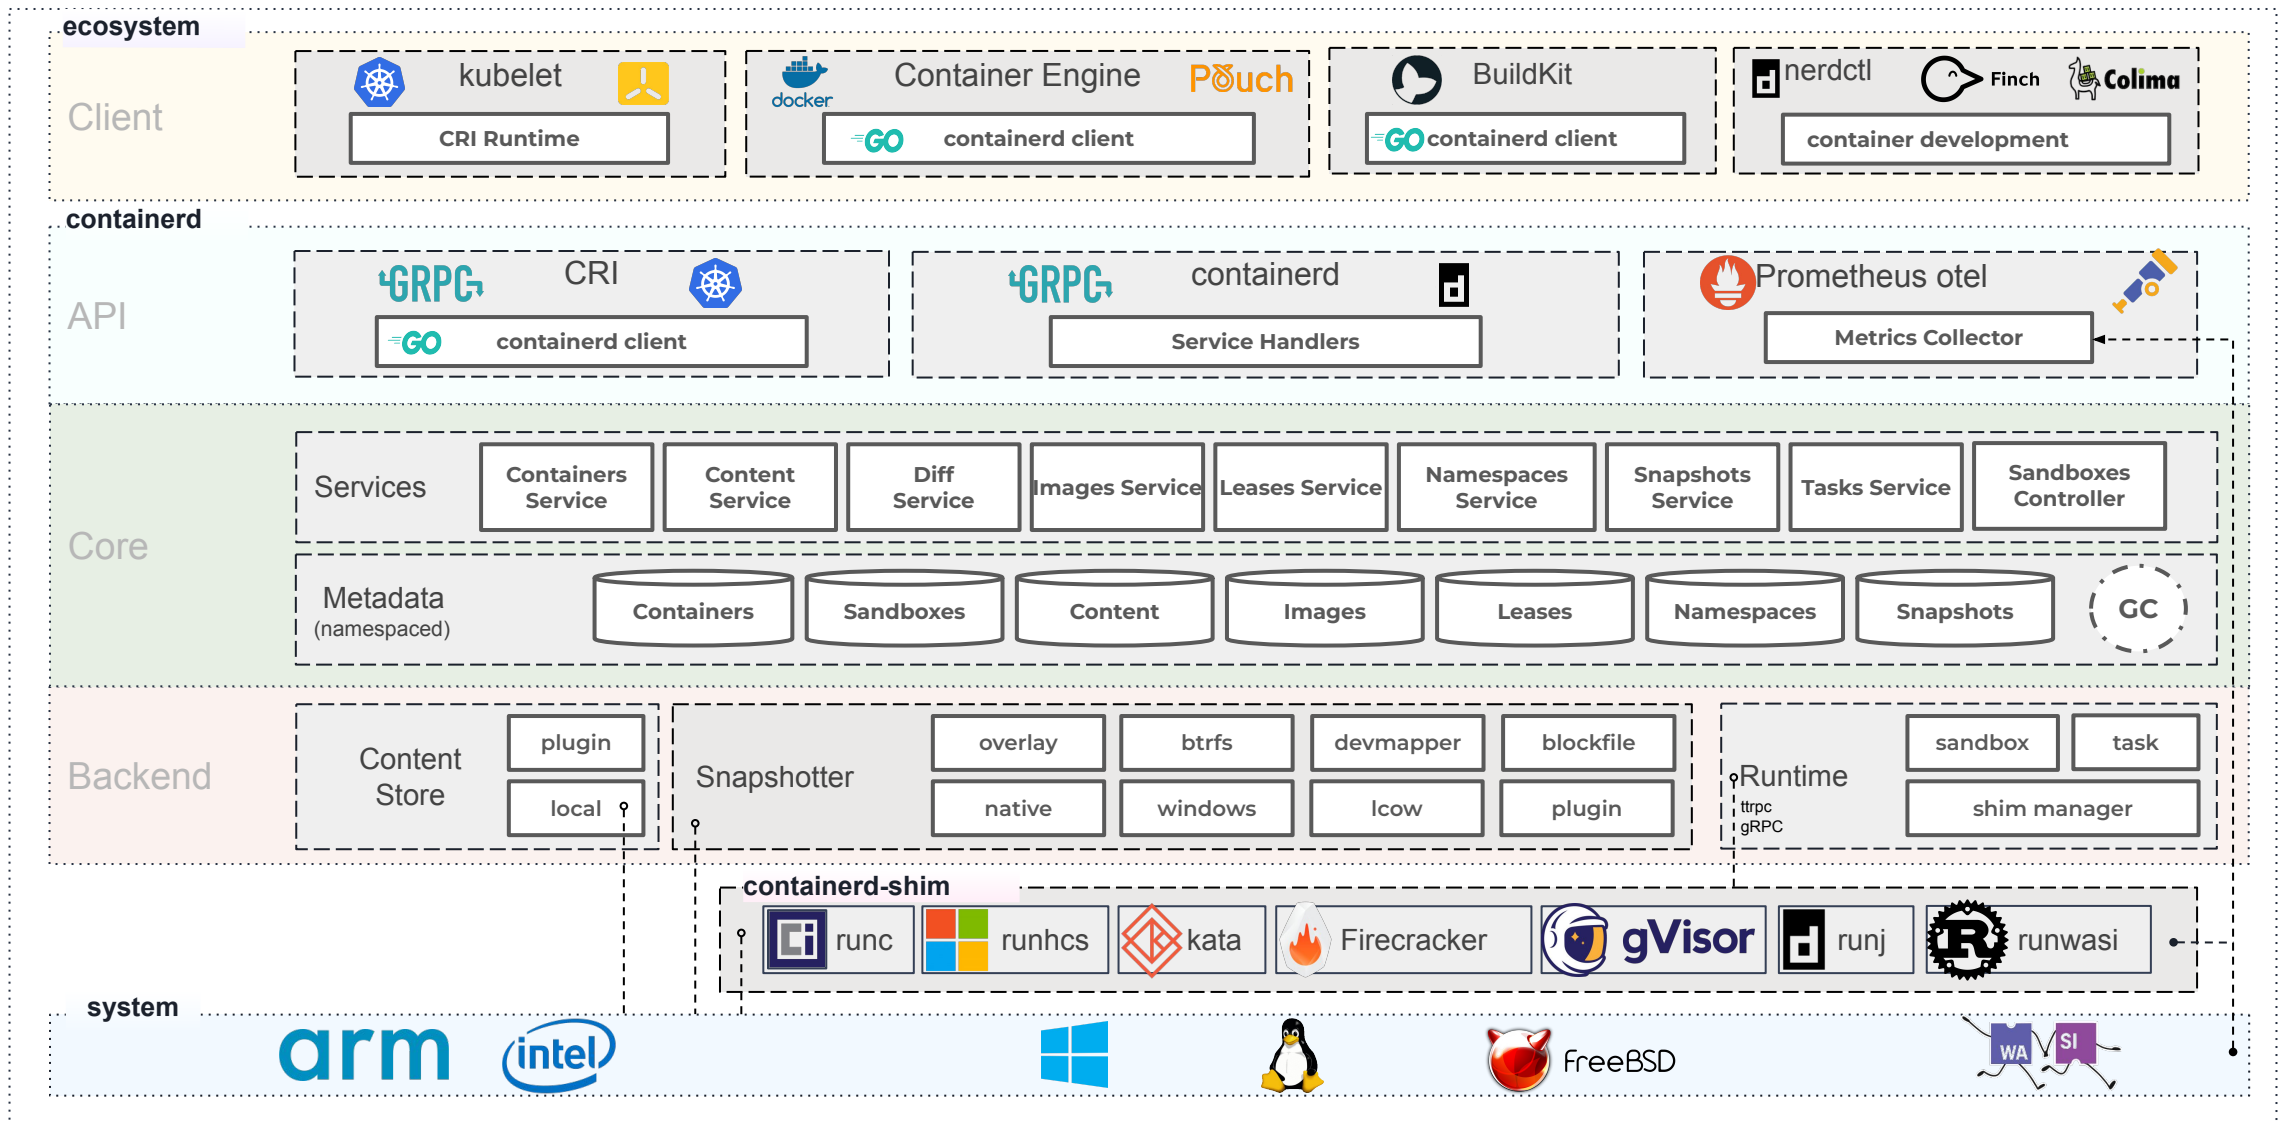 ecosystem
Client
kubelet
CRI Runtime
docker
Container Engine
Pouch
GO
containerd client
BuildKit
GO
containerd client
d
nerdctl
Finch
Colima
container development
containerd
API
GRPC
CRI
GO
containerd client
GRPC
containerd
d
Service Handlers
Prometheus otel
Metrics Collector
Core
Services
Containers
Service
Content
Service
Diff
Service
Images Service
Leases Service
Namespaces
Service
Snapshots
Service
Tasks Service
Sandboxes
Controller
Metadata
(namespaced)
Containers
Sandboxes
Content
Images
Leases
Namespaces
Snapshots
GC
Backend
Content
Store
plugin
local
Snapshotter
overlay
btrfs
devmapper
blockfile
native
windows
lcow
plugin
Runtime
ttrpc
gRPC
sandbox
task
shim manager
containerd-shim
Ci
runc
runhcs
kata
Firecracker
gVisor
d
runj
R
runwasi
system
arm
intel
FreeBSD
WA
SI